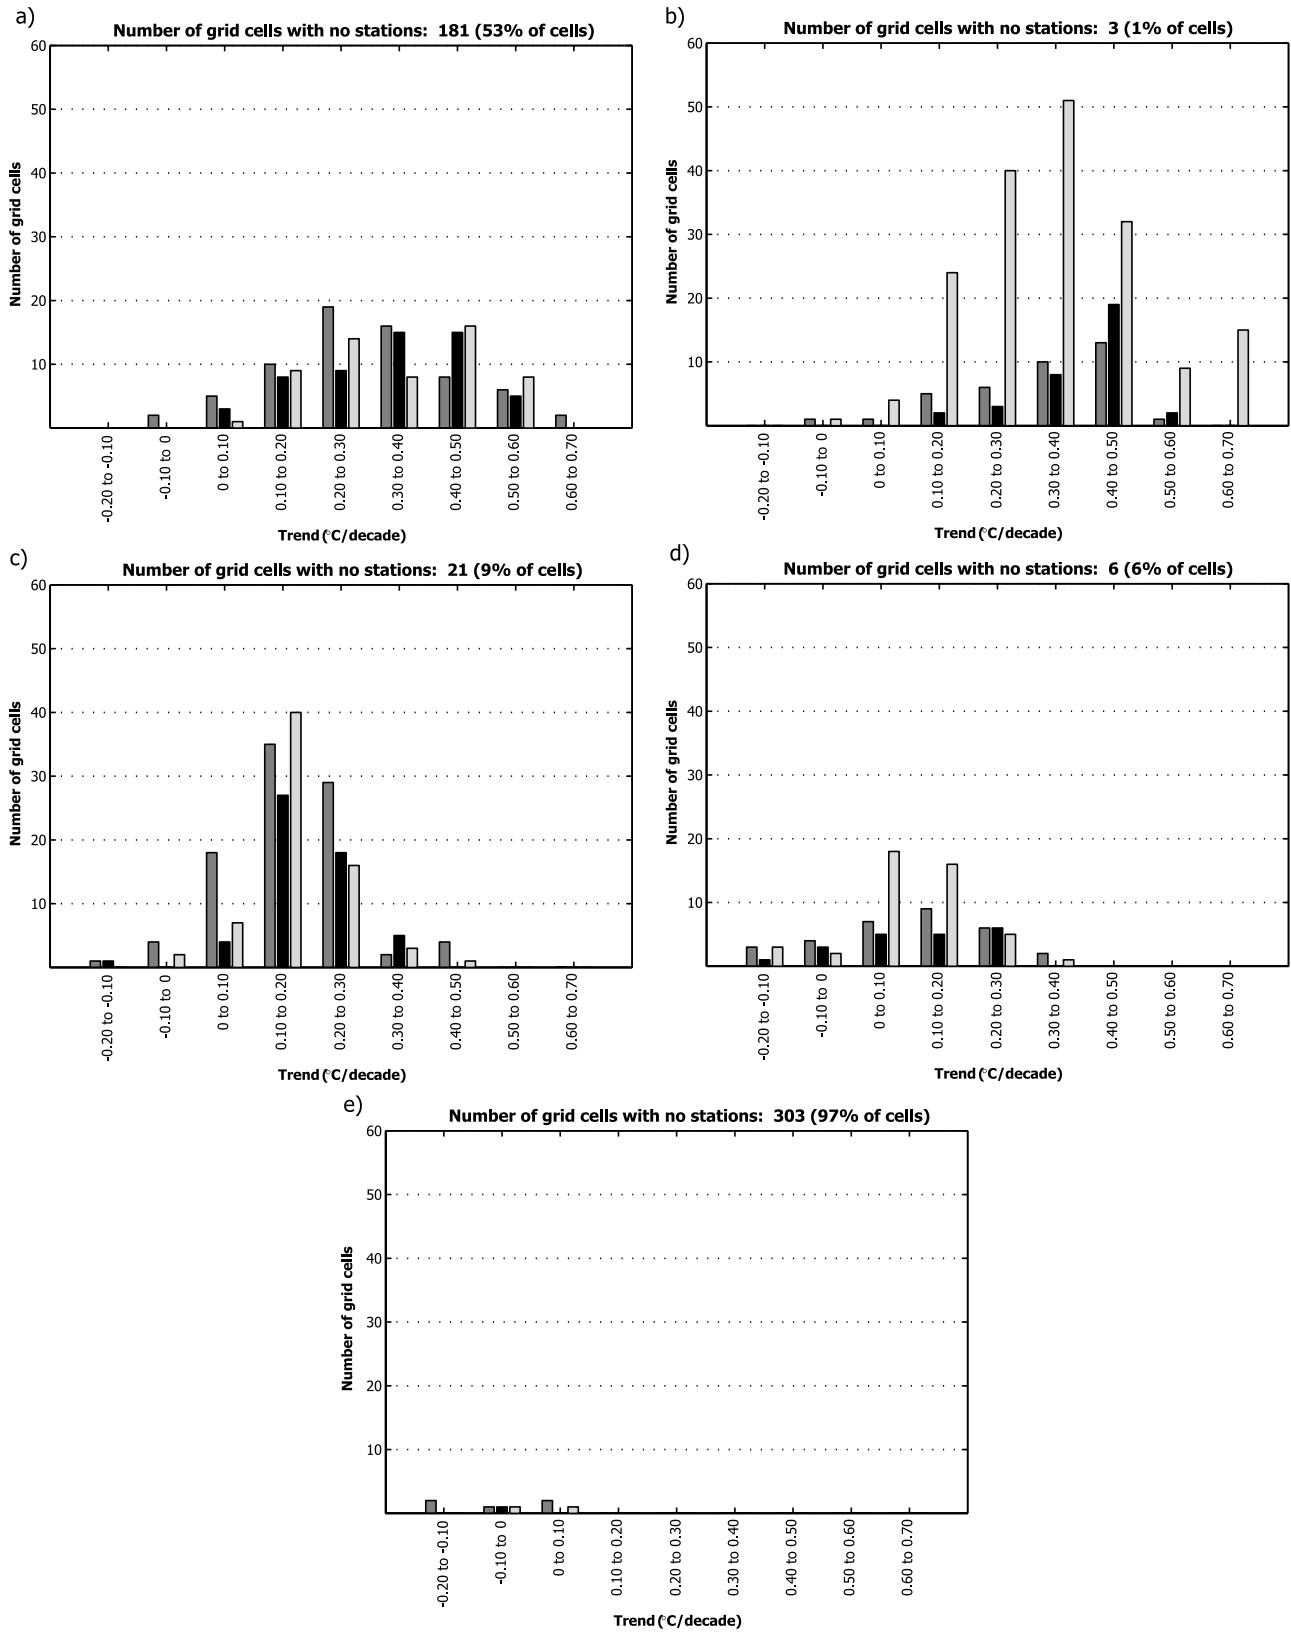 a)
Number of grid cells with no stations: 181 (53% of cells)
60
50
40
30
20
10
Number of grid cells
-0.20 to -0.10
-0.10 to 0
0 to 0.10
0.10 to 0.20
0.20 to 0.30
0.30 to 0.40
0.40 to 0.50
0.50 to 0.60
0.60 to 0.70
Trend (°C/decade)
b)
Number of grid cells with no stations: 3 (1% of cells)
60
50
40
30
20
10
Number of grid cells
-0.20 to -0.10
-0.10 to 0
0 to 0.10
0.10 to 0.20
0.20 to 0.30
0.30 to 0.40
0.40 to 0.50
0.50 to 0.60
0.60 to 0.70
Trend (°C/decade)
c)
Number of grid cells with no stations: 21 (9% of cells)
60
50
40
30
20
10
Number of grid cells
-0.20 to -0.10
-0.10 to 0
0 to 0.10
0.10 to 0.20
0.20 to 0.30
0.30 to 0.40
0.40 to 0.50
0.50 to 0.60
0.60 to 0.70
Trend (°C/decade)
d)
Number of grid cells with no stations: 6 (6% of cells)
60
50
40
30
20
10
Number of grid cells
-0.20 to -0.10
-0.10 to 0
0 to 0.10
0.10 to 0.20
0.20 to 0.30
0.30 to 0.40
0.40 to 0.50
0.50 to 0.60
0.60 to 0.70
Trend (°C/decade)
e)
Number of grid cells with no stations: 303 (97% of cells)
60
50
40
30
20
10
Number of grid cells
-0.20 to -0.10
-0.10 to 0
0 to 0.10
0.10 to 0.20
0.20 to 0.30
0.30 to 0.40
0.40 to 0.50
0.50 to 0.60
0.60 to 0.70
Trend (°C/decade)